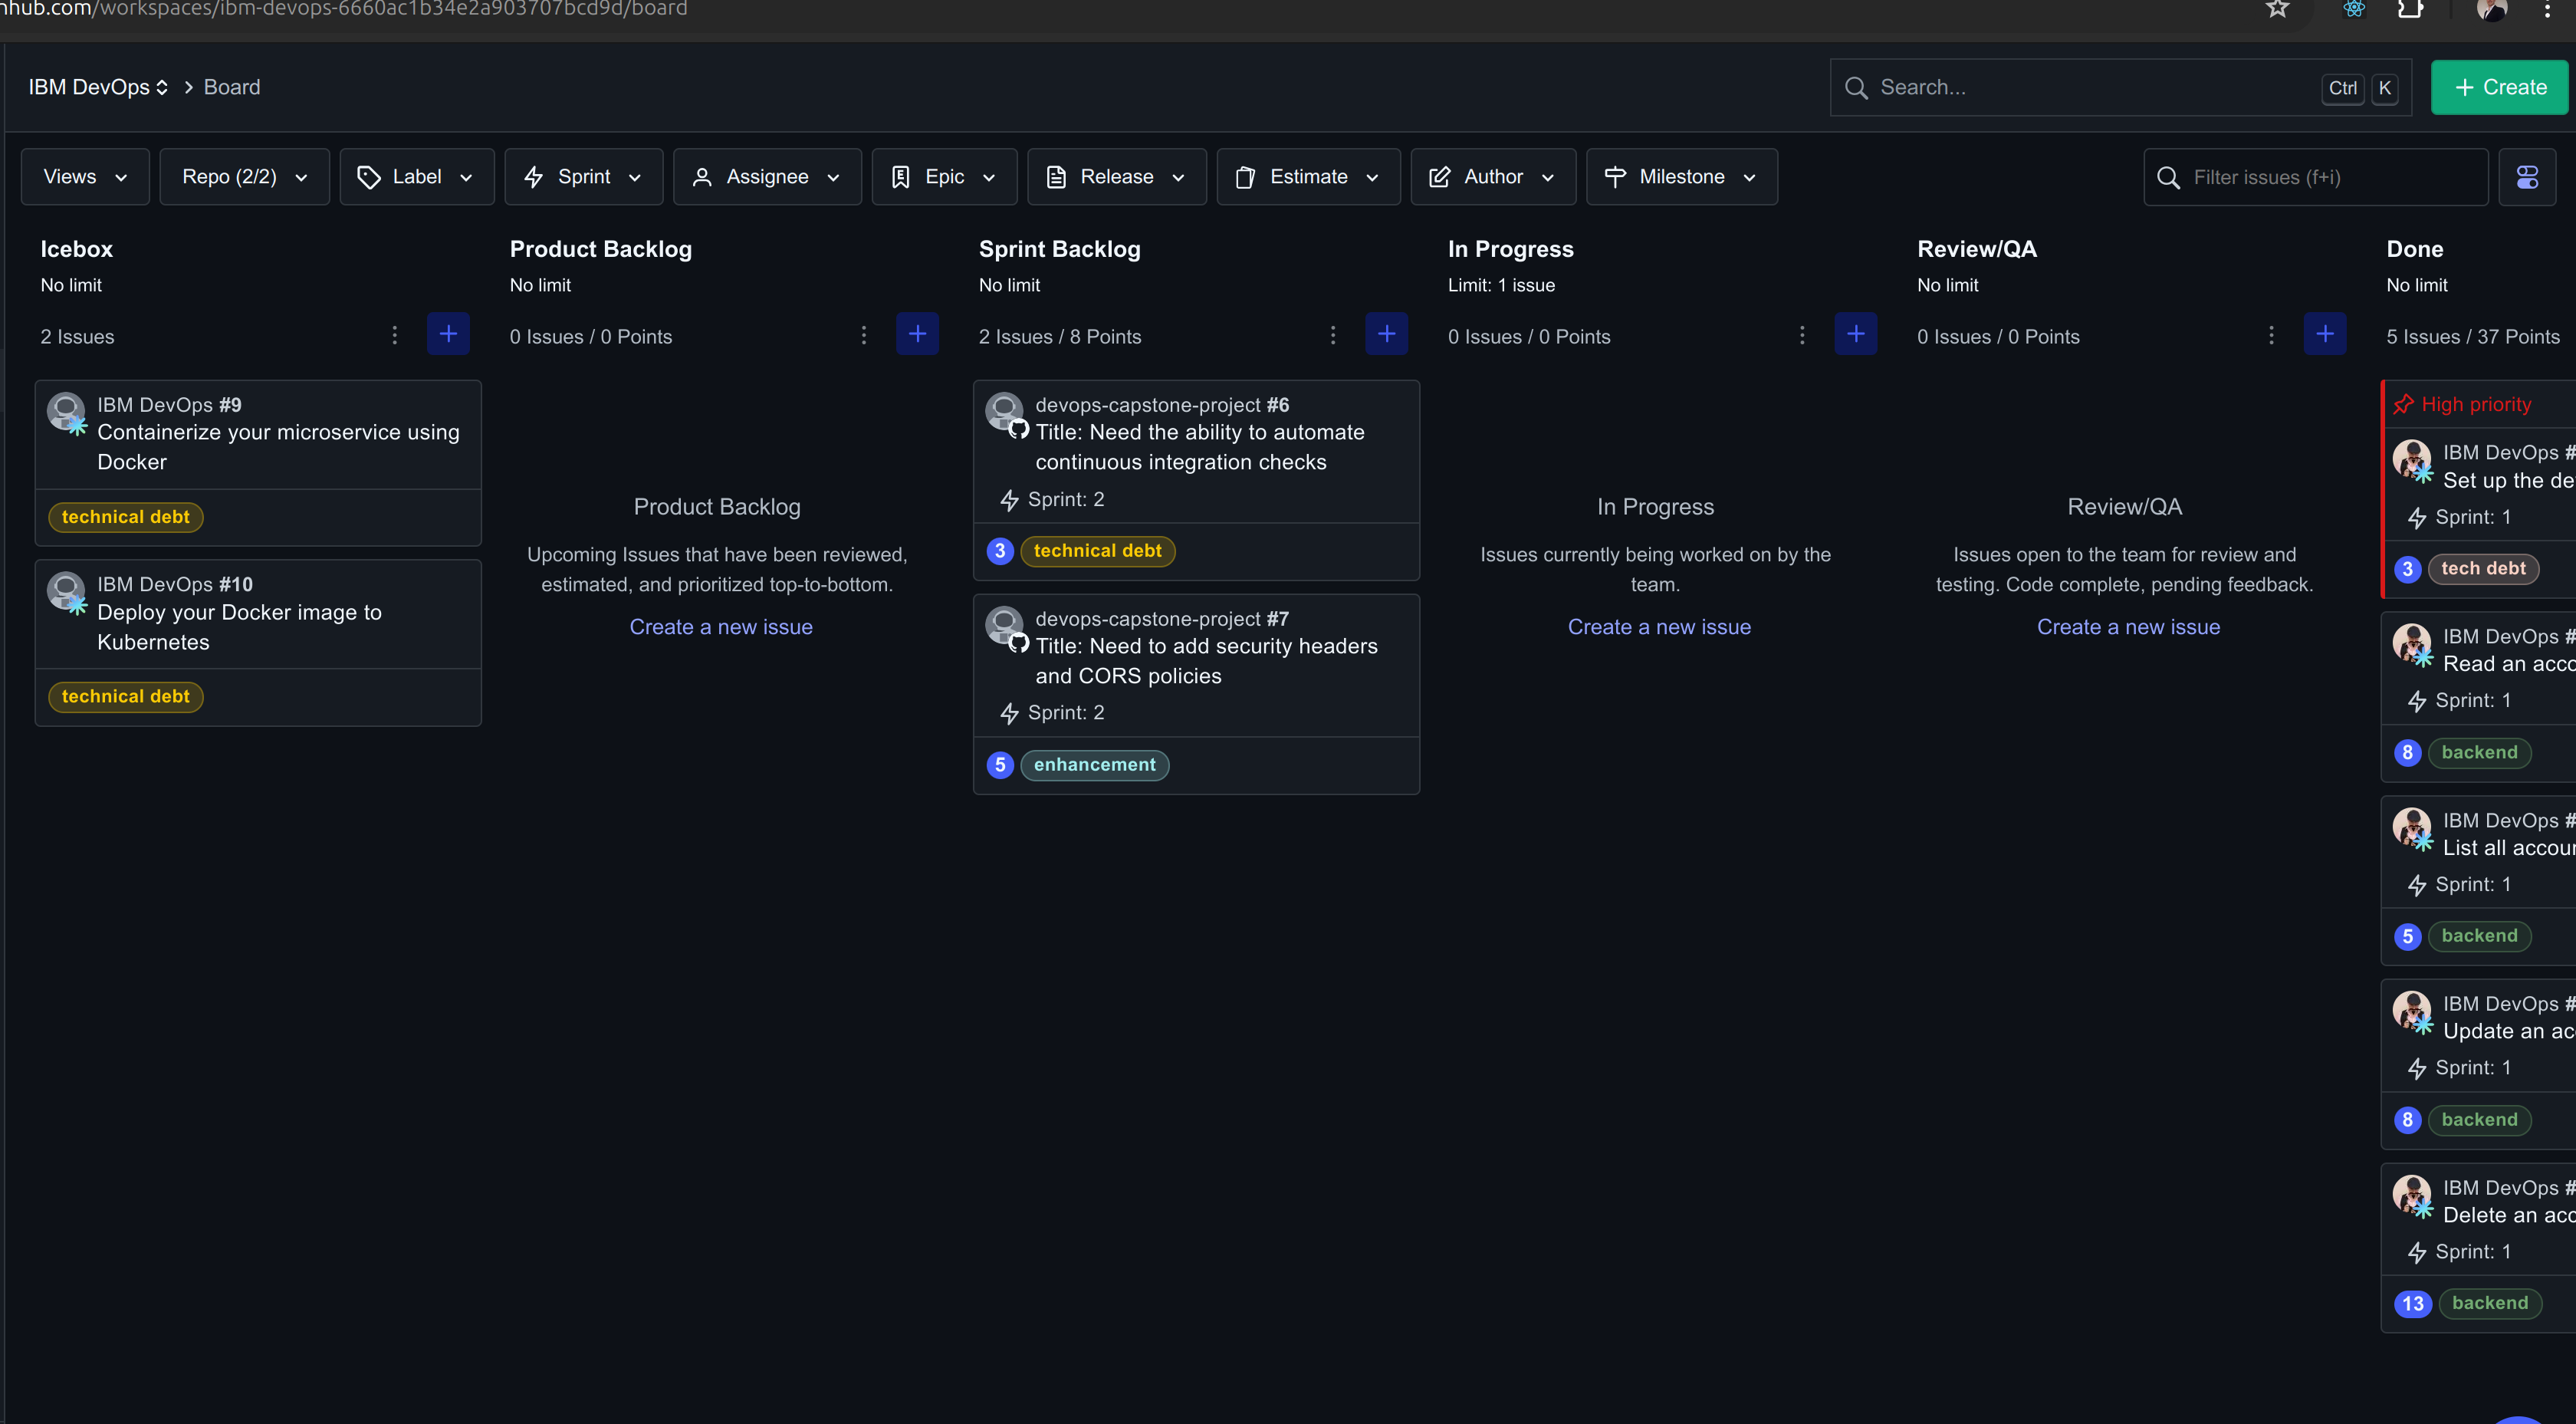 nhub.com/workspaces/ibm-devops-6660ac1b34e2a903707bcd9d/board
IBM DevOps > Board
Search... Ctrl K
+ Create
Views
Repo (2/2)
Label
Sprint
Assignee
Epic
Release
Estimate
Author
Milestone
Filter issues (f+i)
Icebox
No limit
2 Issues
IBM DevOps #9
Containerize your microservice using
Docker
technical debt
IBM DevOps #10
Deploy your Docker image to
Kubernetes
technical debt
Product Backlog
No limit
0 Issues / 0 Points
Product Backlog
Upcoming Issues that have been reviewed,
estimated, and prioritized top-to-bottom.
Create a new issue
Sprint Backlog
No limit
2 Issues / 8 Points
devops-capstone-project #6
Title: Need the ability to automate
continuous integration checks
Sprint: 2
3 technical debt
devops-capstone-project #7
Title: Need to add security headers
and CORS policies
Sprint: 2
5 enhancement
In Progress
Limit: 1 issue
0 Issues / 0 Points
In Progress
Issues currently being worked on by the
team.
Create a new issue
Review/QA
No limit
0 Issues / 0 Points
Review/QA
Issues open to the team for review and
testing. Code complete, pending feedback.
Create a new issue
Done
No limit
5 Issues / 37 Points
High priority
IBM DevOps #
Set up the de
Sprint: 1
3 tech debt
IBM DevOps #
Read an acco
Sprint: 1
8 backend
IBM DevOps #
List all accour
Sprint: 1
5 backend
IBM DevOps #
Update an ac
Sprint: 1
8 backend
IBM DevOps #
Delete an acc
Sprint: 1
13 backend